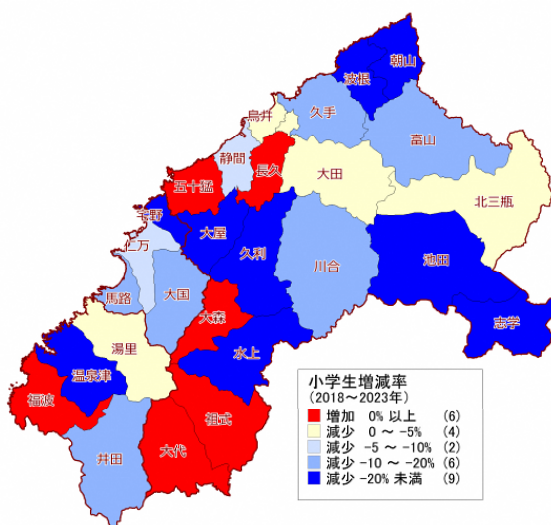 朝山
波根
久手
鳥井
富山
静間
長久
大田
五十猛
北三瓶
宅野
大屋
仁万
久利
川合
池田
馬路
大国
大森
志学
湯里
水上
温泉津
福波
祖式
井田
大代
小学生増減率
(2018～2023年)
増加 0% 以上 (6)
減少 0 ～ -5% (4)
減少 -5 ～ -10% (2)
減少 -10 ～ -20% (6)
減少 -20% 未満 (9)